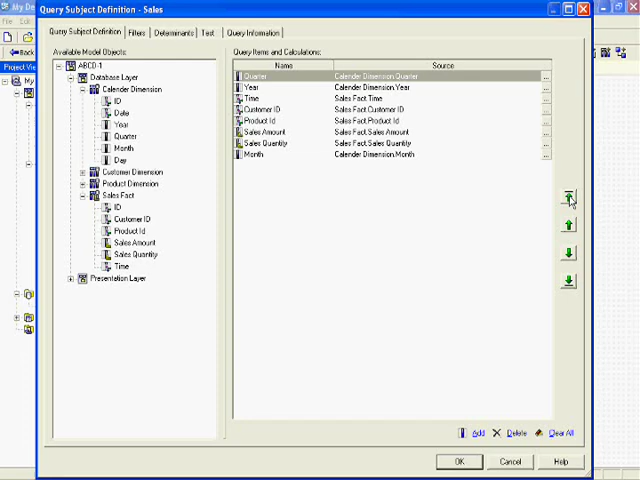 Query Subject Definition - Sales
My De
File Edit
Back
Project Vie
My
Query Subject Definition Filters Determinants Test Query Information
Available Model Objects:
ABCD-1
Database Layer
Calender Dimension
ID
Date
Year
Quarter
Month
Day
Customer Dimension
Product Dimension
Sales Fact
ID
Customer ID
Product Id
Sales Amount
Sales Quantity
Time
Presentation Layer
Query Items and Calculations:
Name Source
Quarter Calender Dimension.Quarter ...
Year Calender Dimension.Year ...
Time Sales Fact.Time ...
Customer ID Sales Fact.Customer ID ...
Product Id Sales Fact.Product Id ...
Sales Amount Sales Fact.Sales Amount ...
Sales Quantity Sales Fact.Sales Quantity ...
Month Calender Dimension.Month ...
Add Delete Clear All
OK Cancel Help